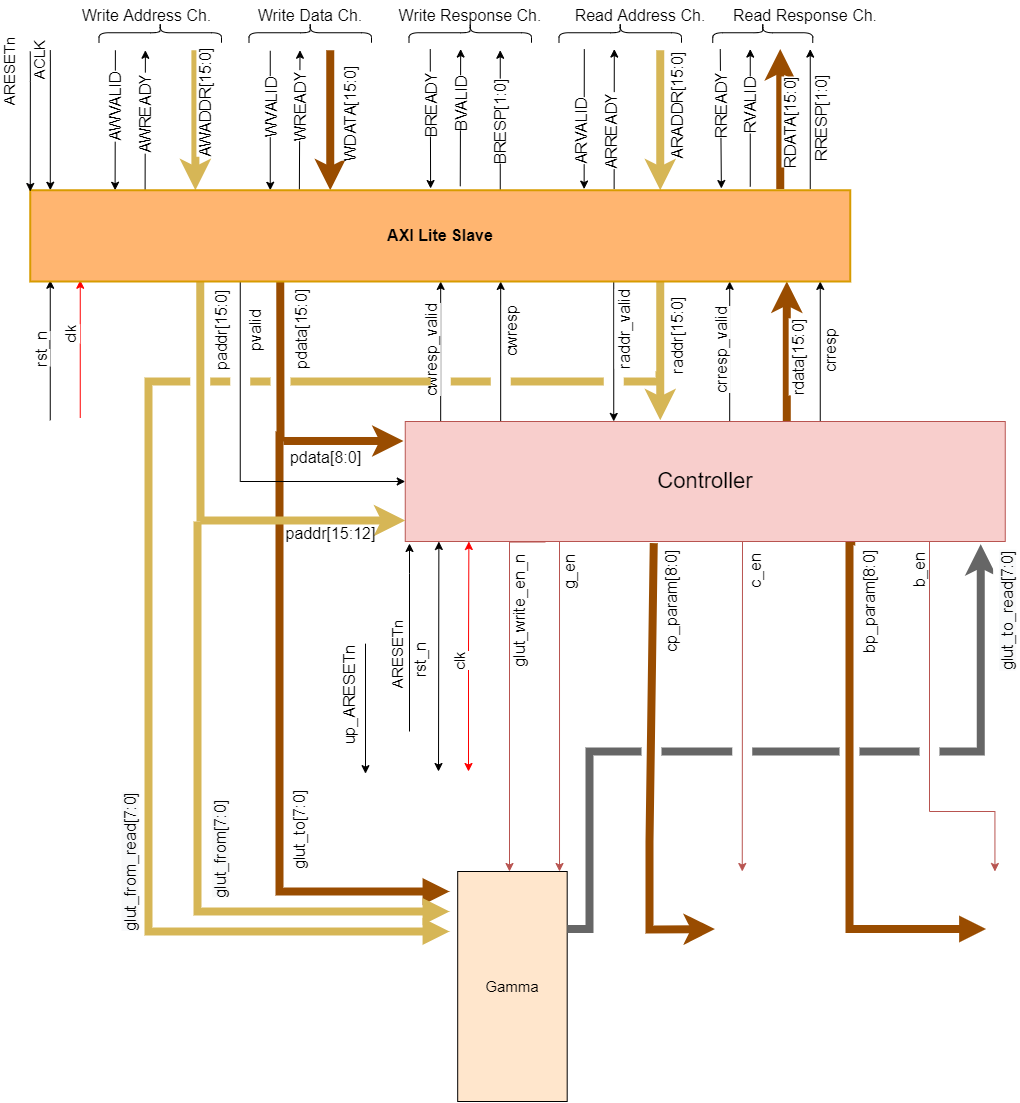 Write Address Ch.
Write Data Ch.
Write Response Ch.
Read Address Ch.
Read Response Ch.
ARESETn
ACLK
AWVALID
AWREADY
AWADDR[15:0]
WVALID
WREADY
WDATA[15:0]
BREADY
BVALID
BRESP[1:0]
ARVALID
ARREADY
ARADDR[15:0]
RREADY
RVALID
RDATA[15:0]
RRESP[1:0]
AXI Lite Slave
rst_n
clk
paddr[15:0]
pvalid
pdata[15:0]
cwresp_valid
cwresp
raddr_valid
raddr[15:0]
crresp_valid
rdata[15:0]
crresp
pdata[8:0]
Controller
paddr[15:12]
up_ARESETn
ARESETn
rst_n
clk
glut_write_en_n
g_en
cp_param[8:0]
c_en
bp_param[8:0]
b_en
glut_to_read[7:0]
glut_from_read[7:0]
glut_from[7:0]
glut_to[7:0]
Gamma